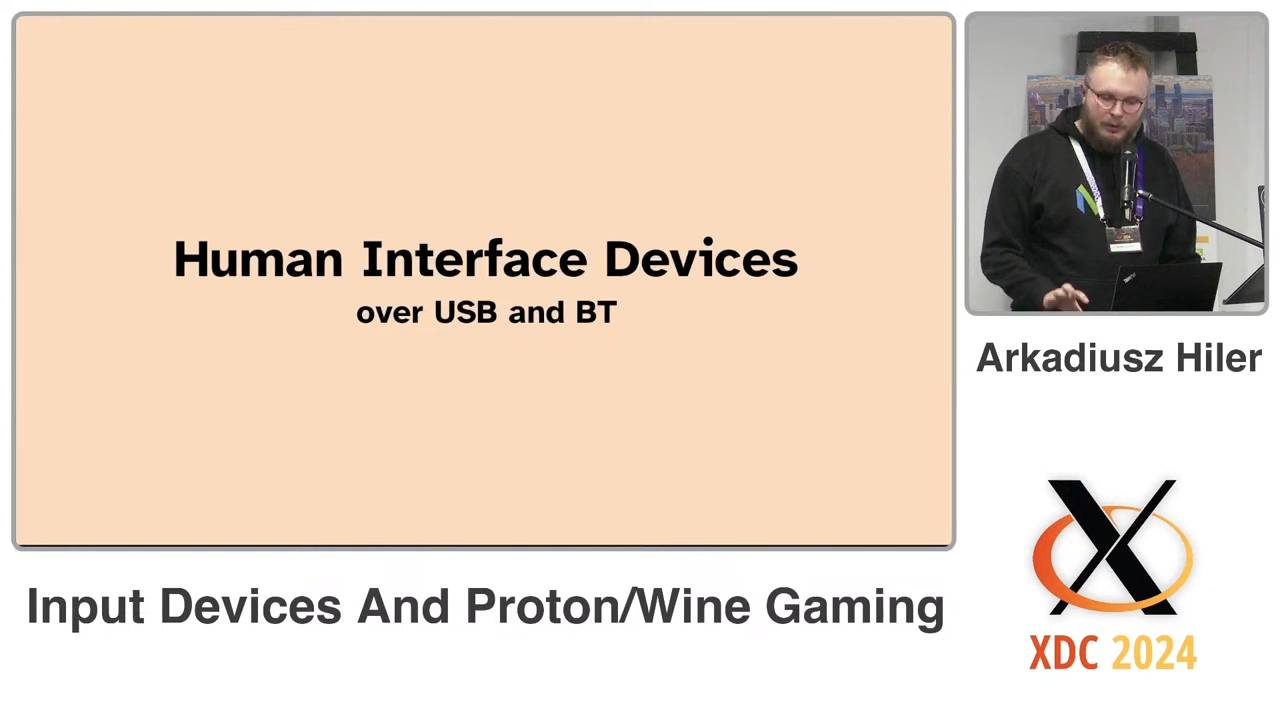 Human Interface Devices
over USB and BT
Arkadiusz Hiler
Input Devices And Proton/Wine Gaming
XDC 2024